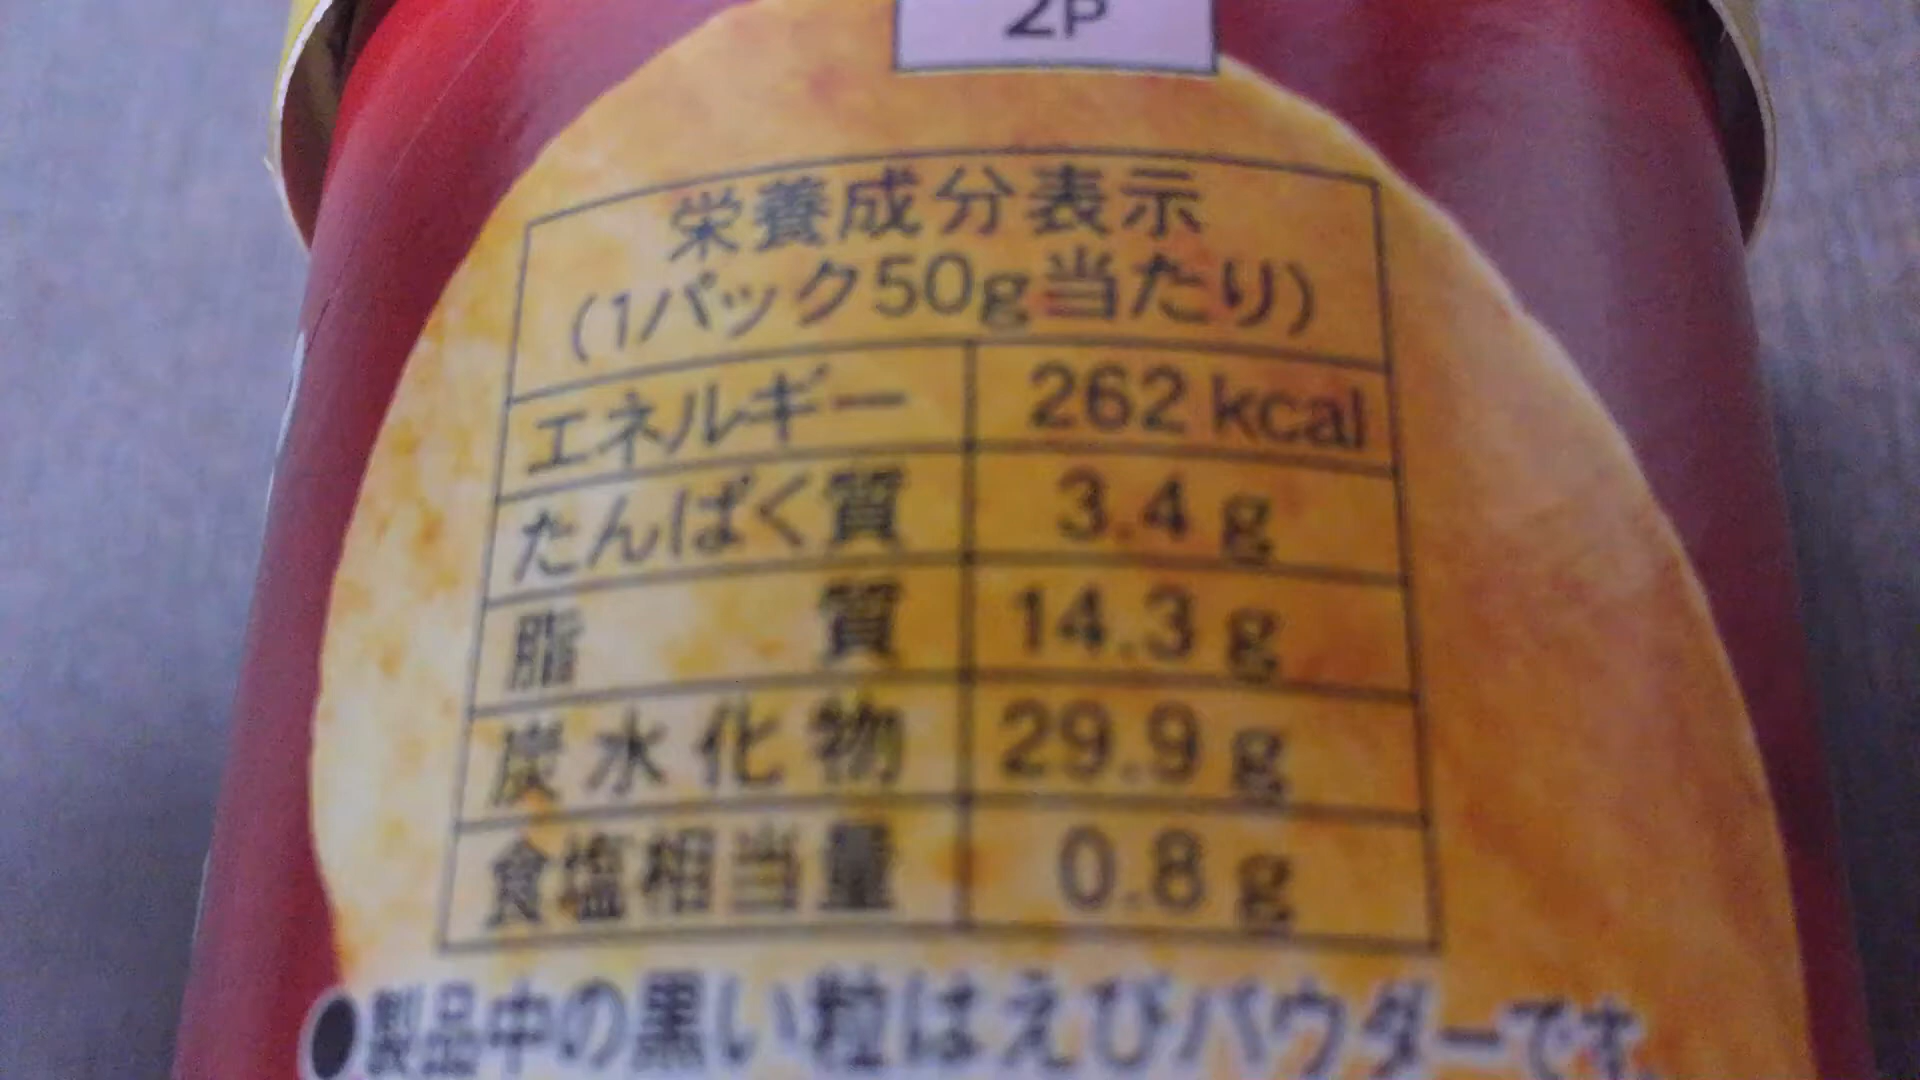 2P
栄養成分表示
(1パック50g当たり)
エネルギー 262 kcal
たんぱく質 3.4 g
脂質 14.3 g
炭水化物 29.9 g
食塩相当量 0.8 g
●製品中の黒い粒はえびパウダーです。